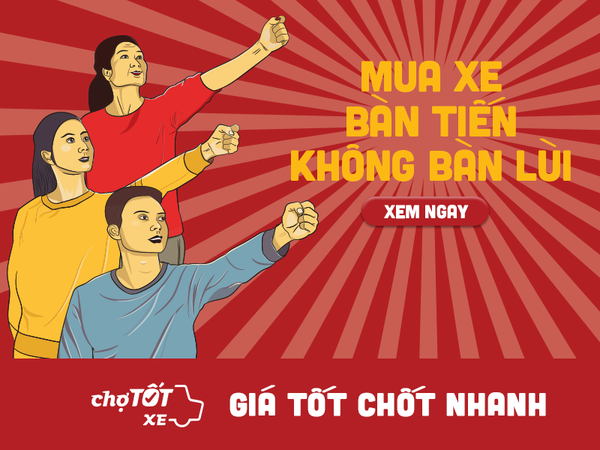 MUA XE
BÀN TIẾN
KHÔNG BÀN LÙI
XEM NGAY
chợTỐT
XE
GIÁ TỐT CHỐT NHANH